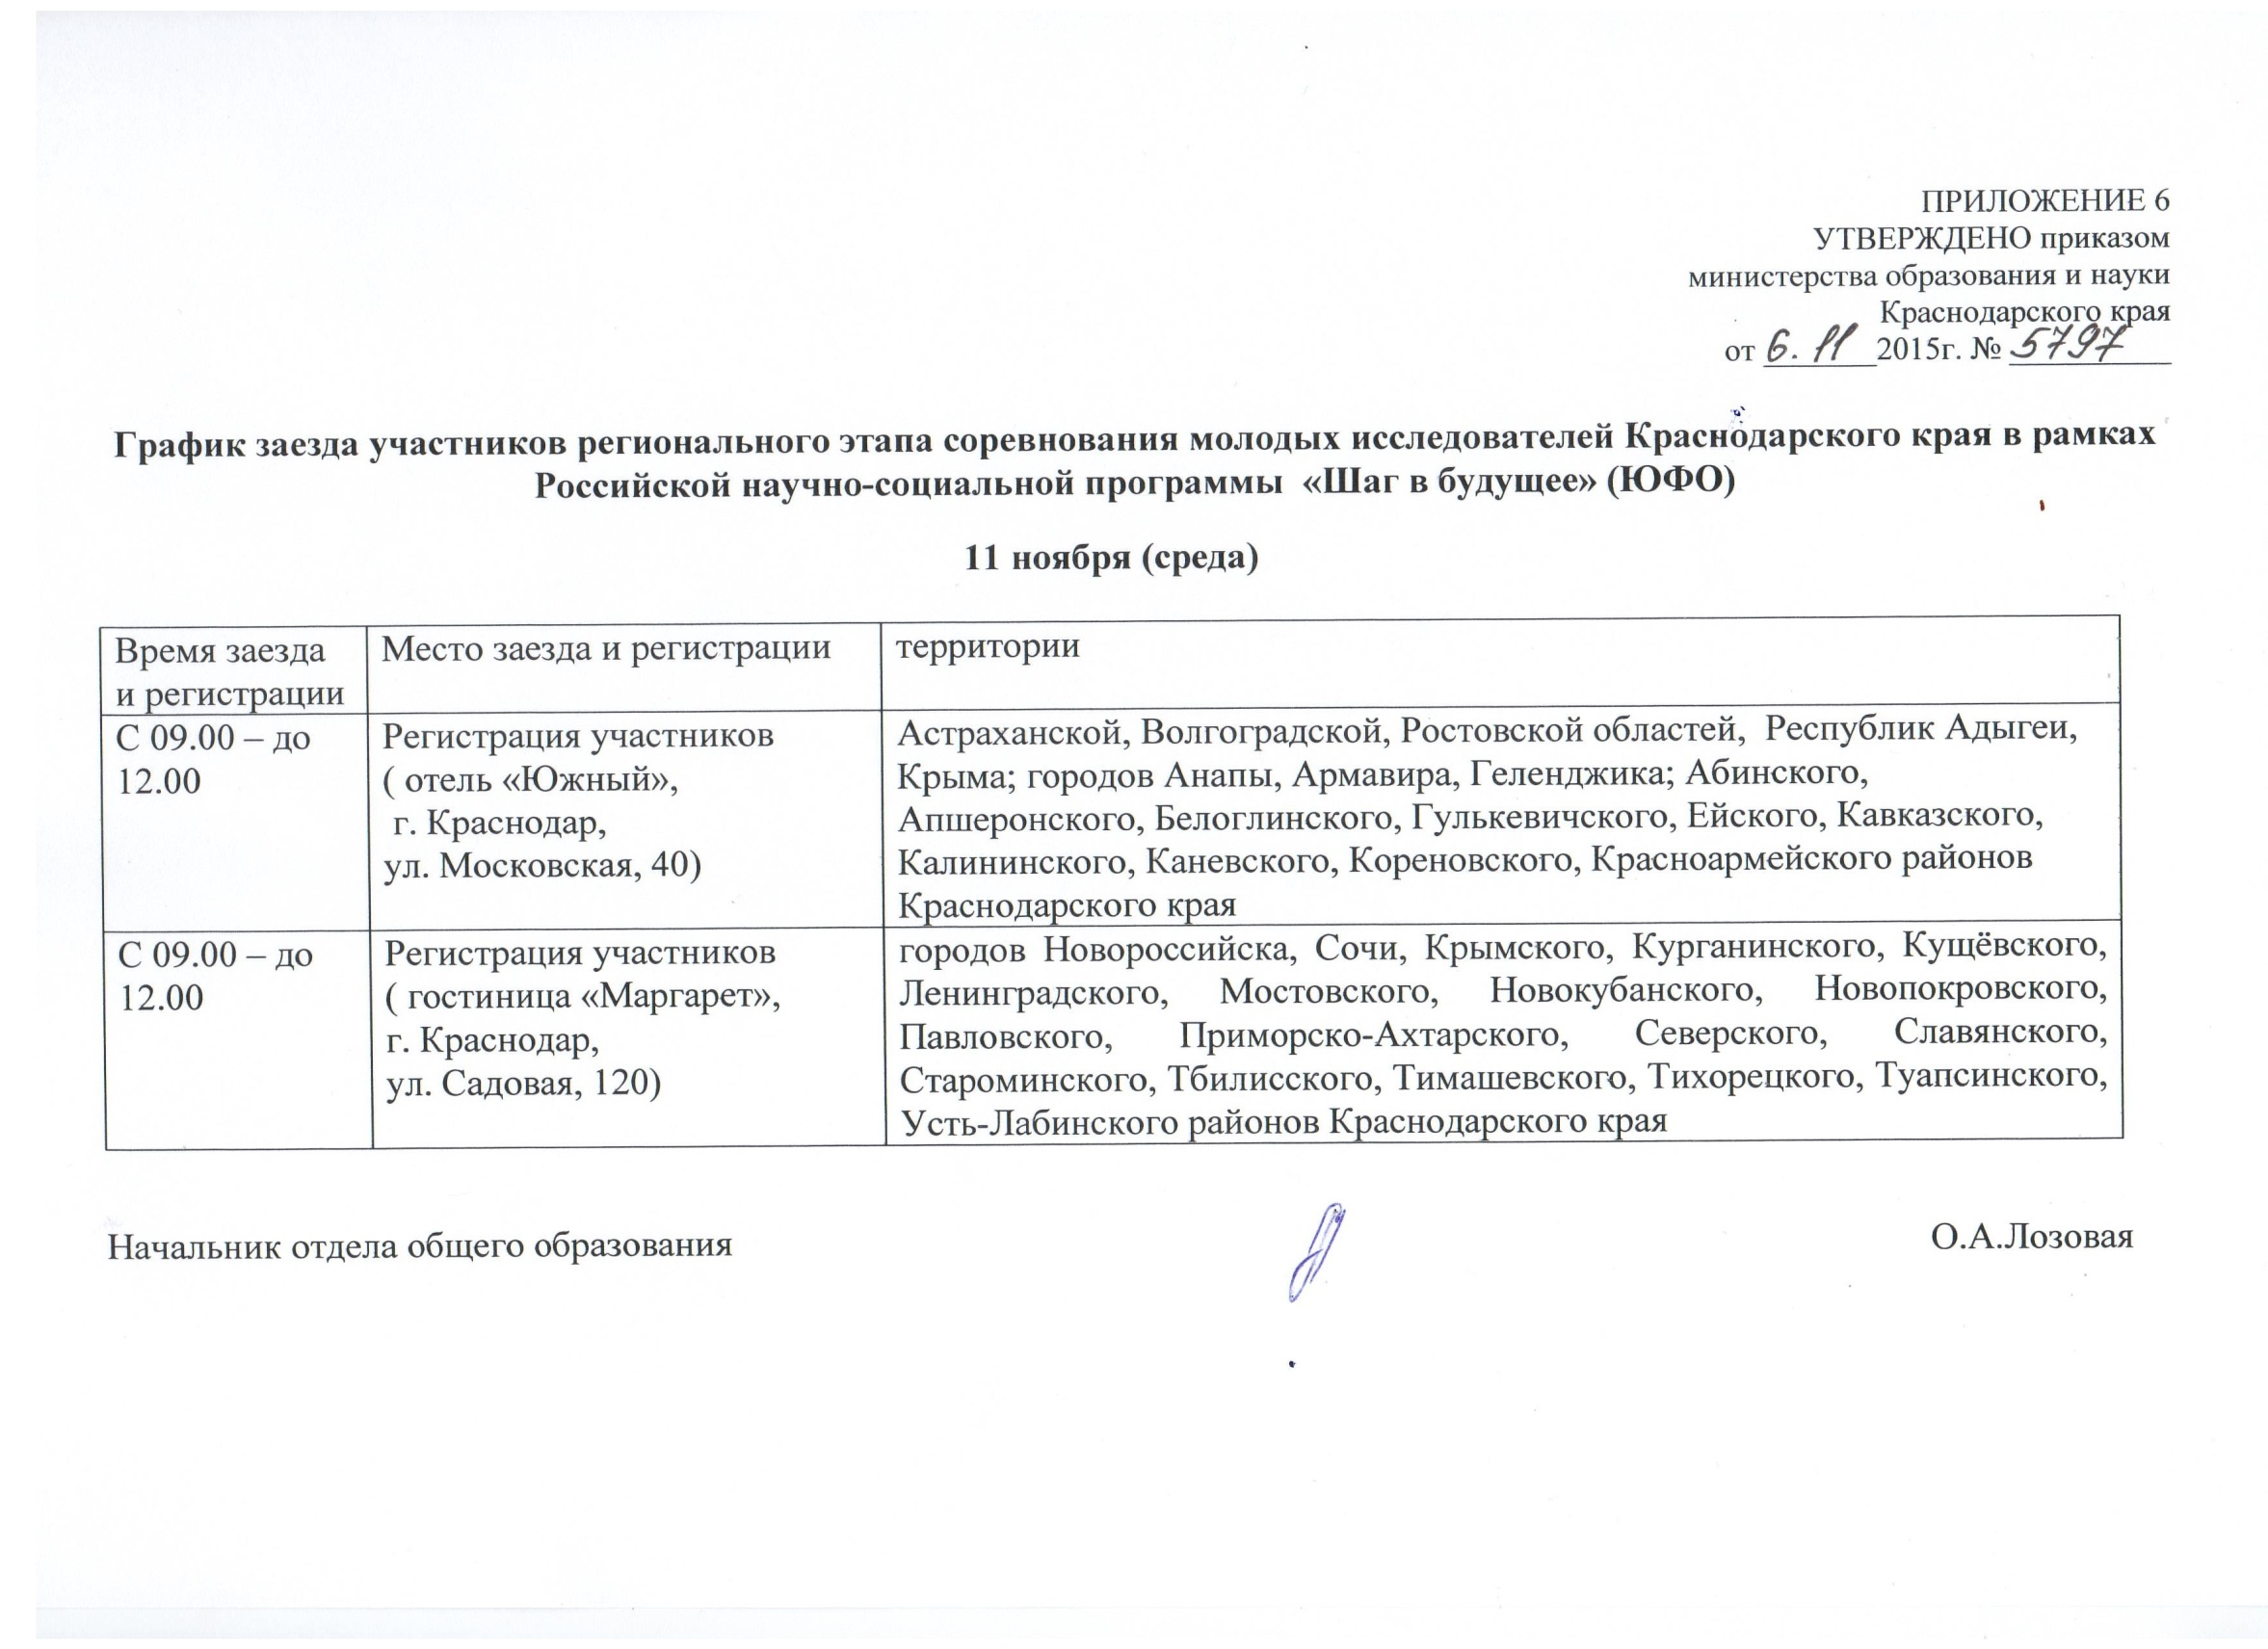 ПРИЛОЖЕНИЕ 6
УТВЕРЖДЕНО приказом
министерства образования и науки
Краснодарского края
от 6.11 2015г. № 5797
График заезда участников регионального этапа соревнования молодых исследователей Краснодарского края в рамках
Российской научно-социальной программы «Шаг в будущее» (ЮФО)
11 ноября (среда)
Время заезда
и регистрации
Место заезда и регистрации
территории
С 09.00 – до
12.00
Регистрация участников
( отель «Южный»,
г. Краснодар,
ул. Московская, 40)
Астраханской, Волгоградской, Ростовской областей, Республик Адыгеи,
Крыма; городов Анапы, Армавира, Геленджика; Абинского,
Апшеронского, Белоглинского, Гулькевичского, Ейского, Кавказского,
Калининского, Каневского, Кореновского, Красноармейского районов
Краснодарского края
С 09.00 – до
12.00
Регистрация участников
( гостиница «Маргарет»,
г. Краснодар,
ул. Садовая, 120)
городов Новороссийска, Сочи, Крымского, Курганинского, Кущёвского,
Ленинградского, Мостовского, Новокубанского, Новопокровского,
Павловского, Приморско-Ахтарского, Северского, Славянского,
Староминского, Тбилисского, Тимашевского, Тихорецкого, Туапсинского,
Усть-Лабинского районов Краснодарского края
Начальник отдела общего образования
О.А.Лозовая